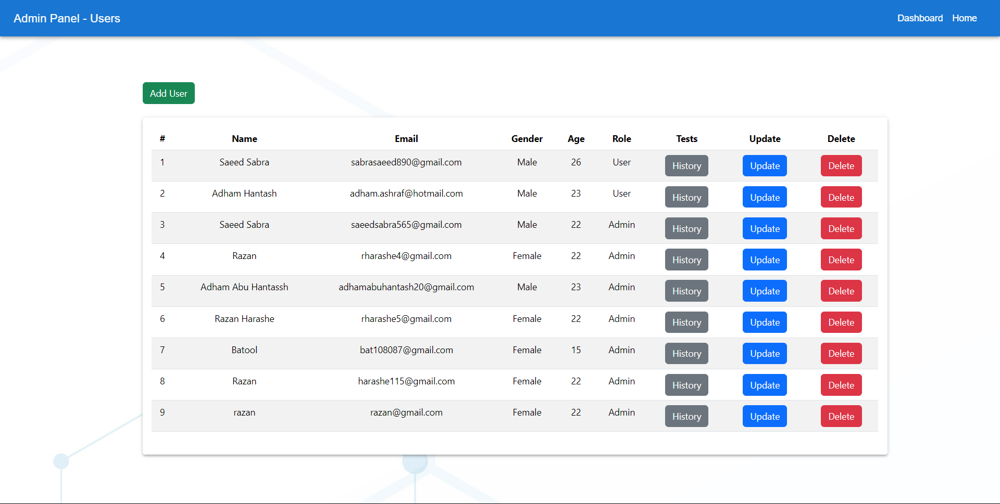 Admin Panel - Users Dashboard Home
Add User
# Name Email Gender Age Role Tests Update Delete
1 Saeed Sabra sabrasaeed890@gmail.com Male 26 User History Update Delete
2 Adham Hantash adham.ashraf@hotmail.com Male 23 User History Update Delete
3 Saeed Sabra saeedsabra565@gmail.com Male 22 Admin History Update Delete
4 Razan rharashe4@gmail.com Female 22 Admin History Update Delete
5 Adham Abu Hantassh adhamabuhantash20@gmail.com Male 23 Admin History Update Delete
6 Razan Harashe rharashe5@gmail.com Female 22 Admin History Update Delete
7 Batool bat108087@gmail.com Female 15 Admin History Update Delete
8 Razan harashe115@gmail.com Female 22 Admin History Update Delete
9 razan razan@gmail.com Female 22 Admin History Update Delete